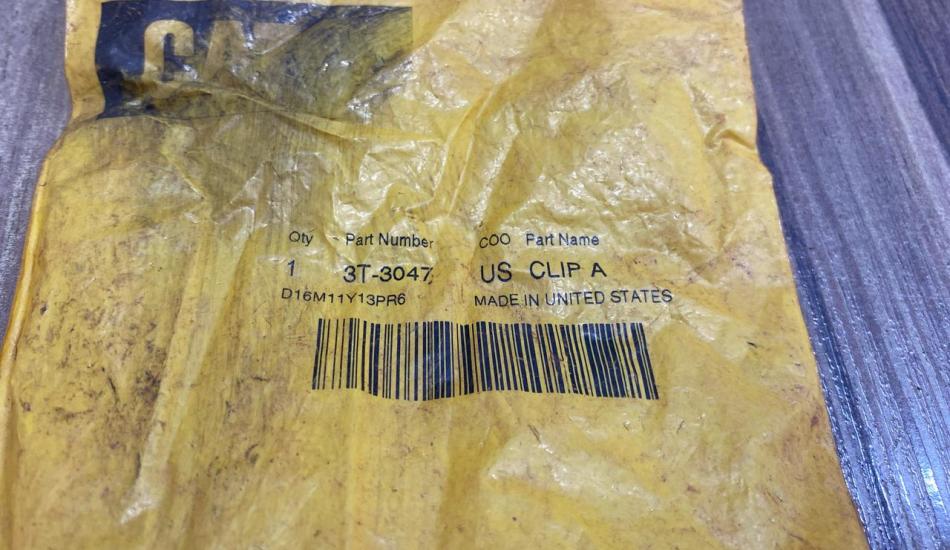 CAT
Qty Part Number COO Part Name
1 3T-3047 US CLIP A
D16M11Y13PR6 MADE IN UNITED STATES